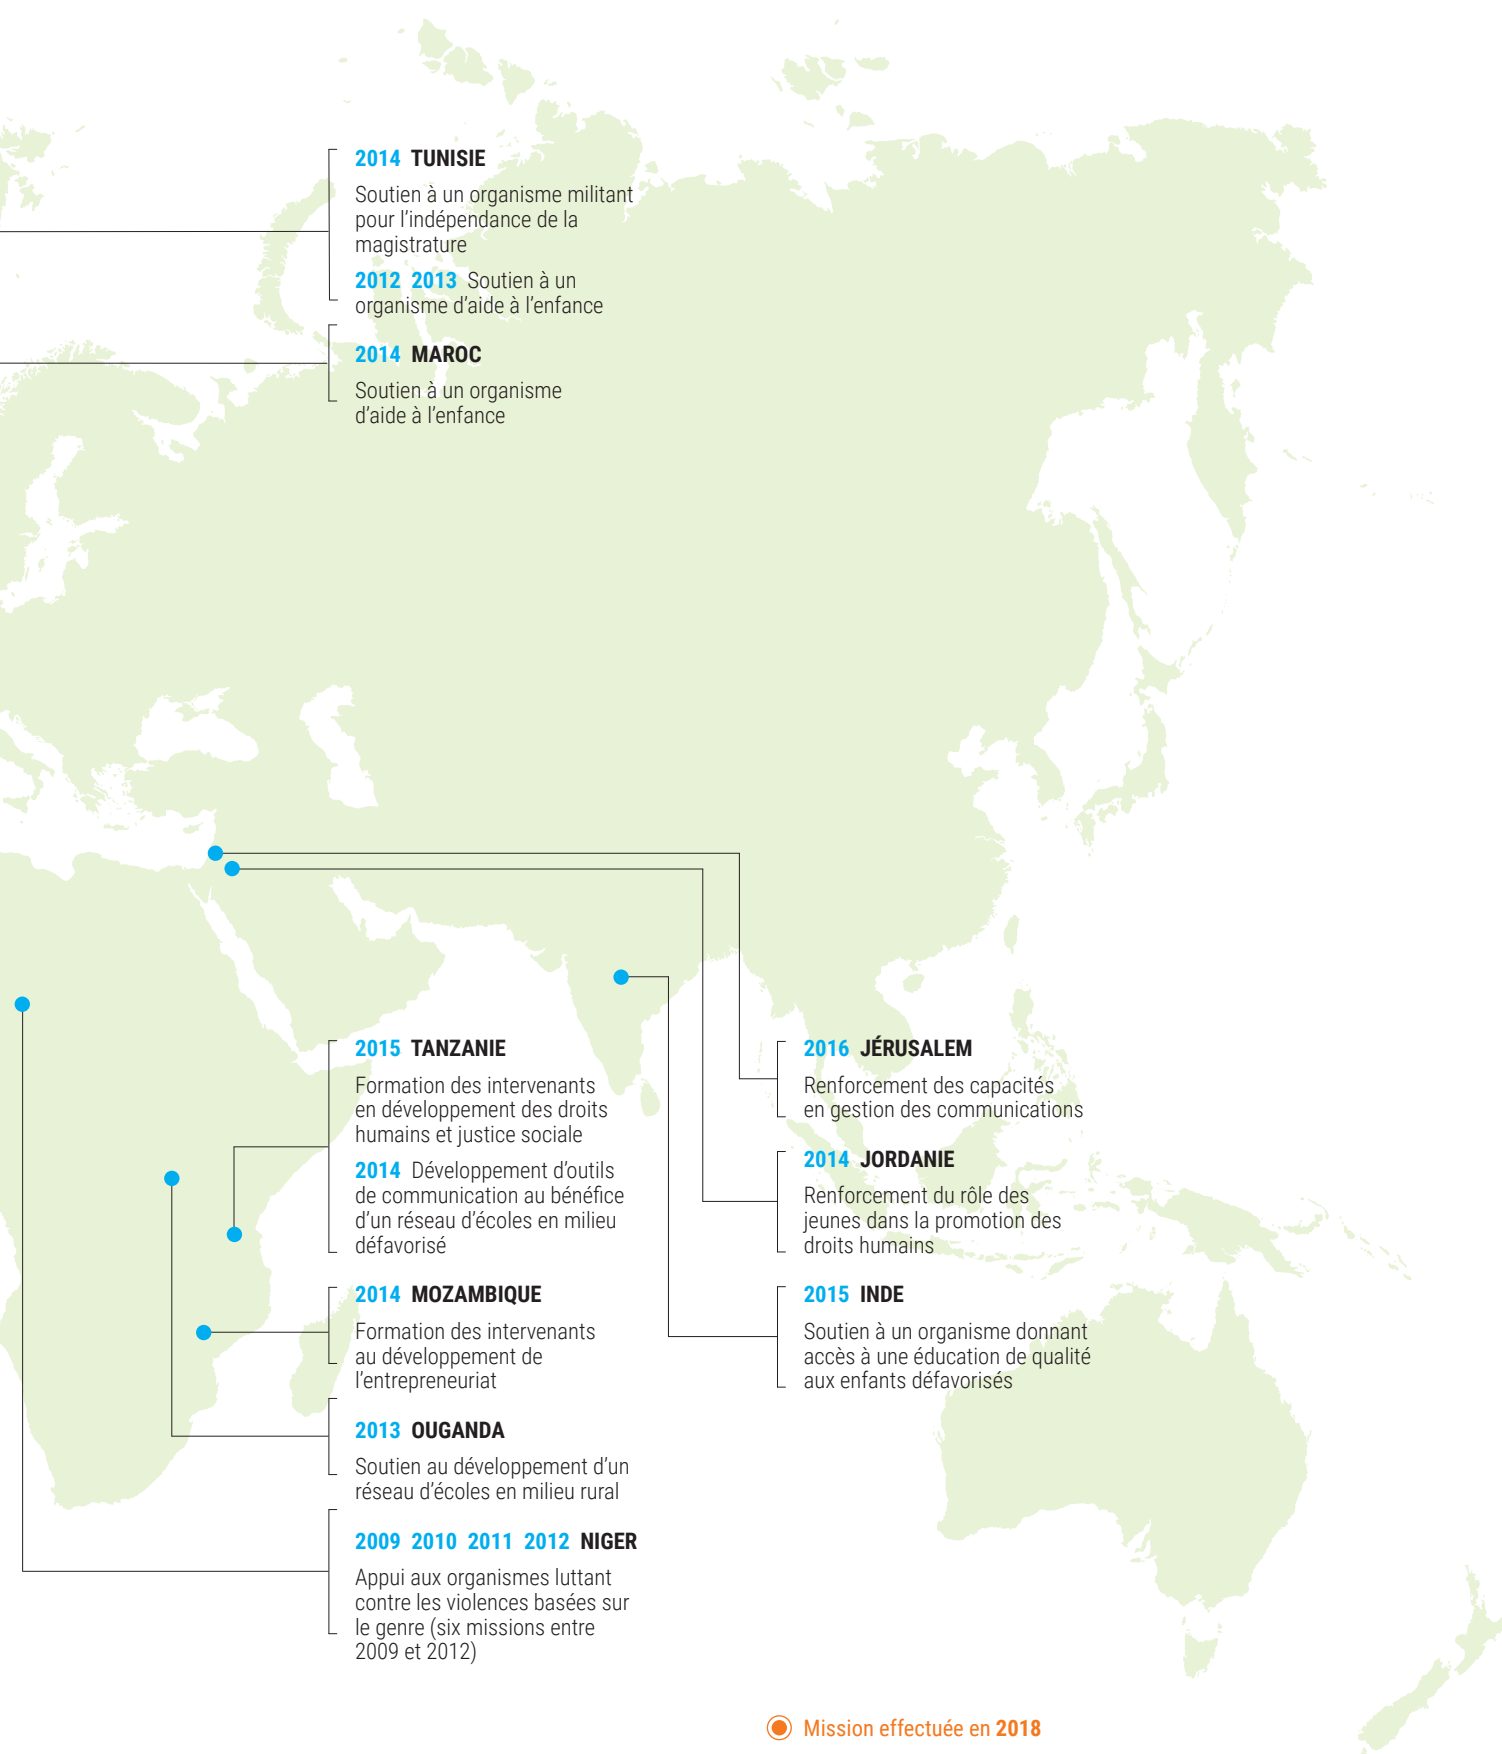 2014 TUNISIE
Soutien à un organisme militant
pour l'indépendance de la
magistrature
2012 2013 Soutien à un
organisme d'aide à l'enfance
2014 MAROC
Soutien à un organisme
d'aide à l'enfance
2015 TANZANIE
Formation des intervenants
en développement des droits
humains et justice sociale
2014 Développement d'outils
de communication au bénéfice
d'un réseau d'écoles en milieu
défavorisé
2014 MOZAMBIQUE
Formation des intervenants
au développement de
l'entrepreneuriat
2013 OUGANDA
Soutien au développement d'un
réseau d'écoles en milieu rural
2009 2010 2011 2012 NIGER
Appui aux organismes luttant
contre les violences basées sur
le genre (six missions entre
2009 et 2012)
2016 JÉRUSALEM
Renforcement des capacités
en gestion des communications
2014 JORDANIE
Renforcement du rôle des
jeunes dans la promotion des
droits humains
2015 INDE
Soutien à un organisme donnant
accès à une éducation de qualité
aux enfants défavorisés
Mission effectuée en 2018